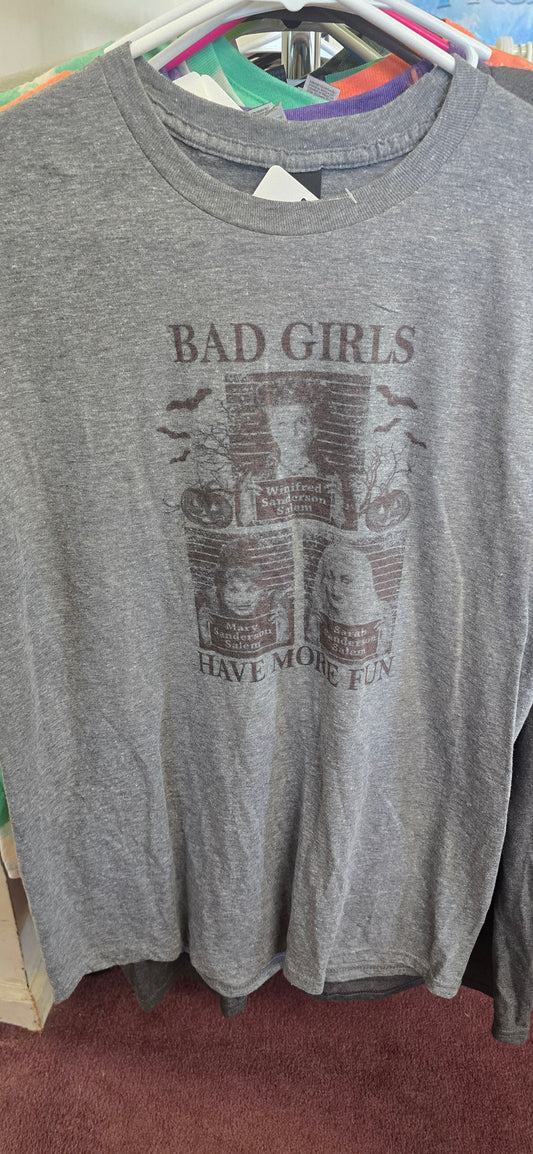 BAD GIRLS
Winifred
Sanderson
Salem
Mary
Sanderson
Salem
Sarah
Sanderson
Salem
HAVE MORE FUN